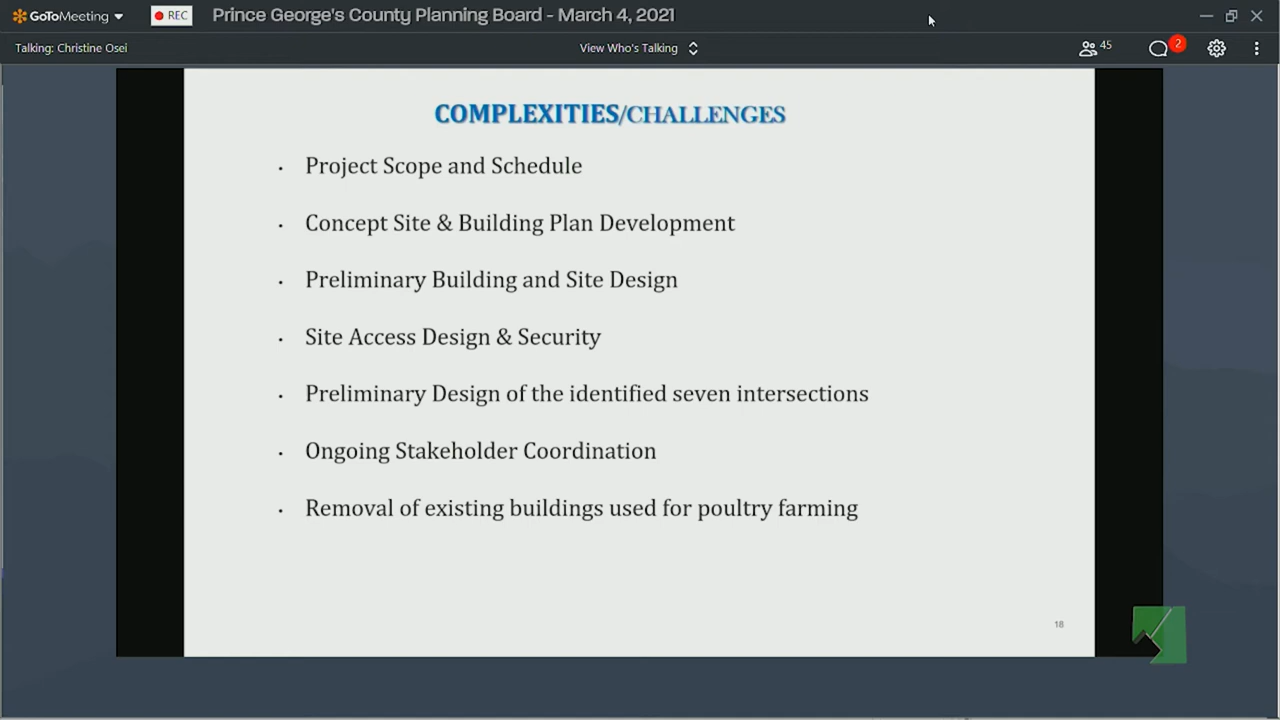 GoToMeeting
REC
Prince George's County Planning Board - March 4, 2021
Talking: Christine Osei
View Who's Talking
45
2
COMPLEXITIES/CHALLENGES
· Project Scope and Schedule
· Concept Site & Building Plan Development
· Preliminary Building and Site Design
· Site Access Design & Security
· Preliminary Design of the identified seven intersections
· Ongoing Stakeholder Coordination
· Removal of existing buildings used for poultry farming
18